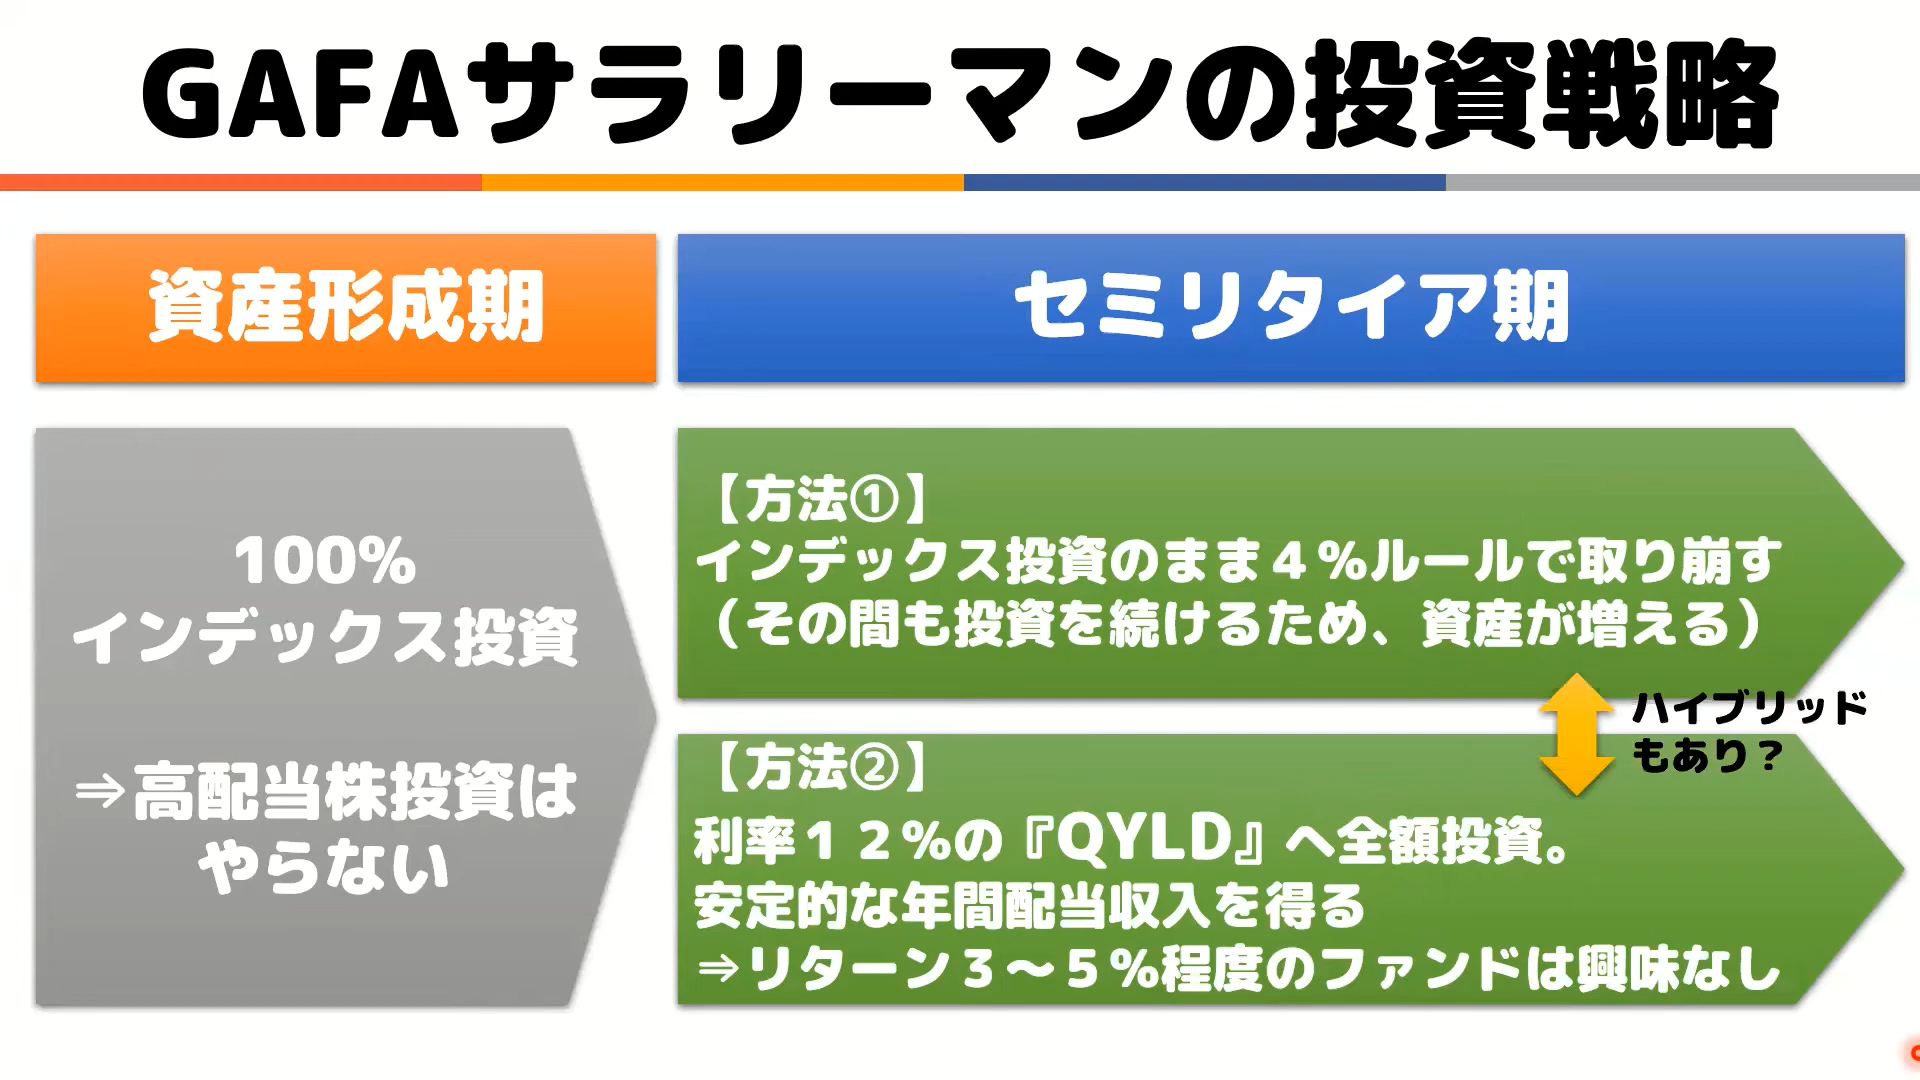 GAFAサラリーマンの投資戦略
資産形成期
セミリタイア期
100%
インデックス投資
⇒高配当株投資は
やらない
【方法①】
インデックス投資のまま４％ルールで取り崩す
（その間も投資を続けるため、資産が増える）
ハイブリッド
もあり？
【方法②】
利率１２％の『QYLD』へ全額投資。
安定的な年間配当収入を得る
⇒リターン３～５％程度のファンドは興味なし